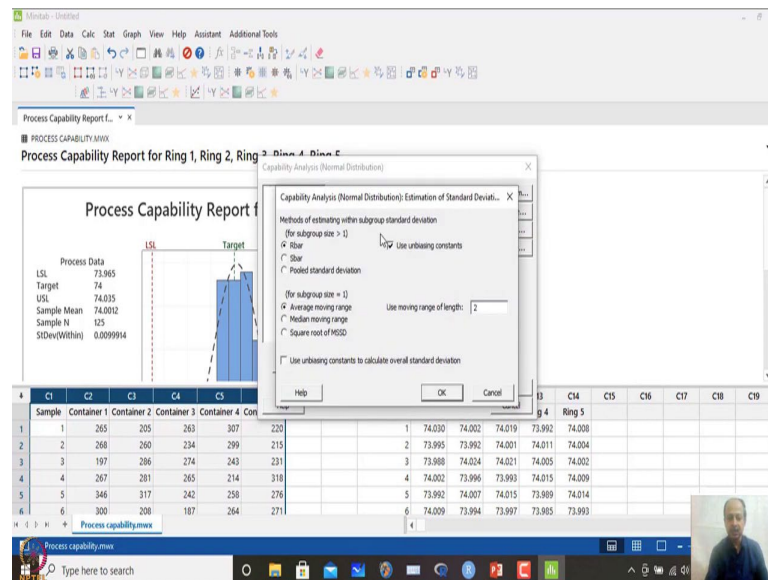 Minitab - Untitled
File Edit Data Calc Stat Graph View Help Assistant Additional Tools
Process Capability Report f...
PROCESS CAPABILITY.MWX
Process Capability Report for Ring 1, Ring 2, Ring 3, Ring 4, Ring 5
Capability Analysis (Normal Distribution)
Process Capability Report f
LSL
Target
Process Data
LSL 73.965
Target 74
USL 74.035
Sample Mean 74.0012
Sample N 125
StDev(Within) 0.0099914
Capability Analysis (Normal Distribution): Estimation of Standard Deviati...
Methods of estimating within subgroup standard deviation
(for subgroup size > 1)
Rbar
Use unbiasing constants
Sbar
Pooled standard deviation
(for subgroup size = 1)
Average moving range
Use moving range of length: 2
Median moving range
Square root of MSSD
Use unbiasing constants to calculate overall standard deviation
Help OK Cancel
C1 C2 C3 C4 C5 C14 C15 C16 C17 C18 C19
Sample Container 1 Container 2 Container 3 Container 4 Con g 4 Ring 5
1 1 265 205 263 307 220 1 74.030 74.002 74.019 73.992 74.008
2 2 268 260 234 299 215 2 73.995 73.992 74.001 74.011 74.004
3 3 197 286 274 243 231 3 73.988 74.024 74.021 74.005 74.002
4 4 267 281 265 214 318 4 74.002 73.996 73.993 74.015 74.009
5 5 346 317 242 258 276 5 73.992 74.007 74.015 73.989 74.014
6 6 300 208 187 264 271 6 74.009 73.994 73.997 73.985 73.993
Process capability.mwx
Process capability.mwx
NPTEL
Type here to search